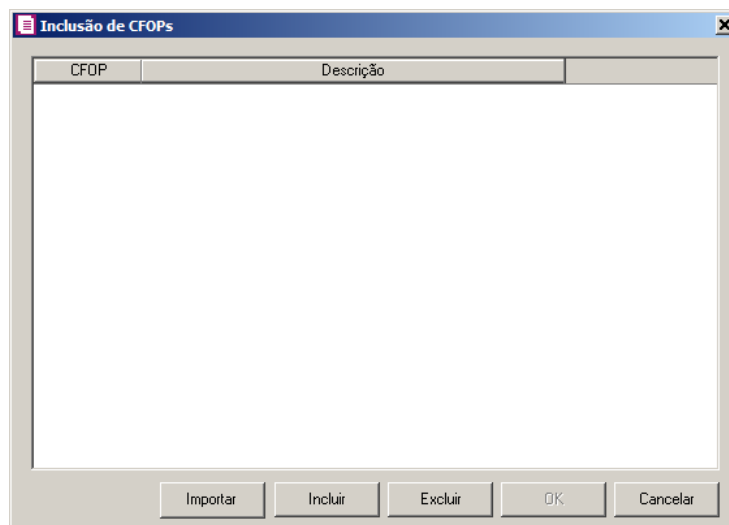 Inclusão de CFOPs
CFOP Descrição
Importar Incluir Excluir OK Cancelar